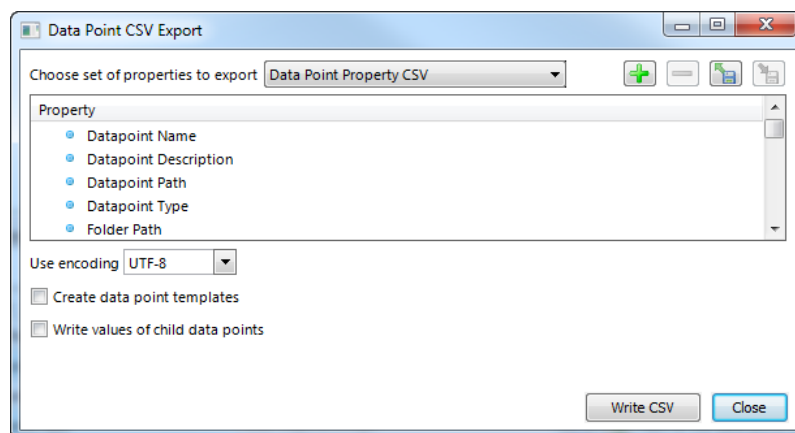 Data Point CSV Export
Choose set of properties to export Data Point Property CSV
Property
Datapoint Name
Datapoint Description
Datapoint Path
Datapoint Type
Folder Path
Use encoding UTF-8
Create data point templates
Write values of child data points
Write CSV Close